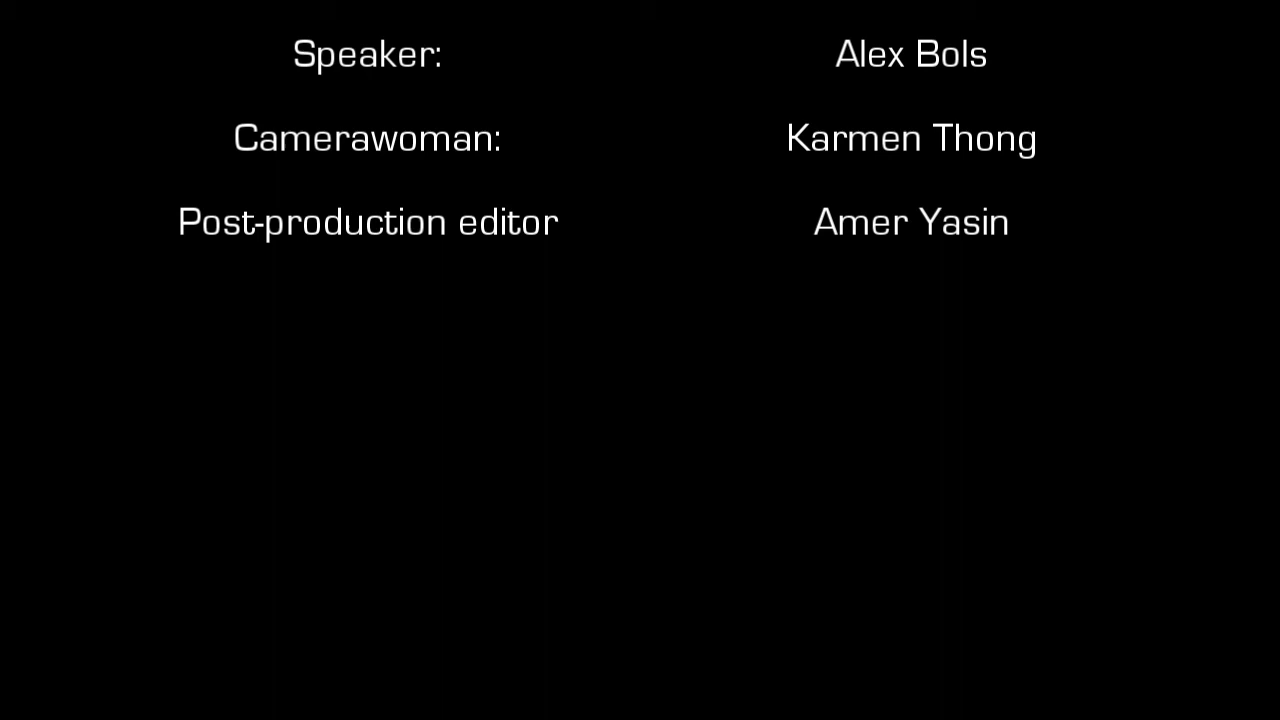 Speaker: Alex Bols
Camerawoman: Karmen Thong
Post-production editor Amer Yasin